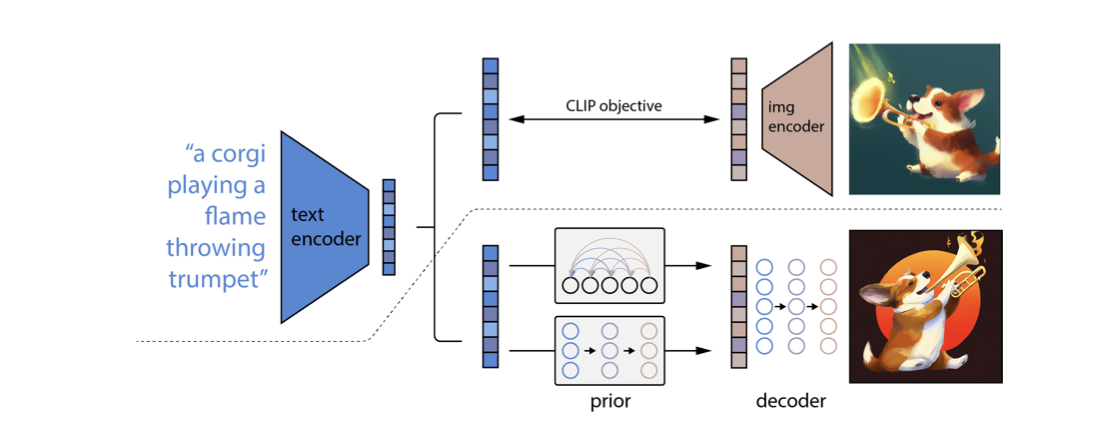 “a corgi
playing a
flame
throwing
trumpet”
text
encoder
CLIP objective
img
encoder
prior
decoder